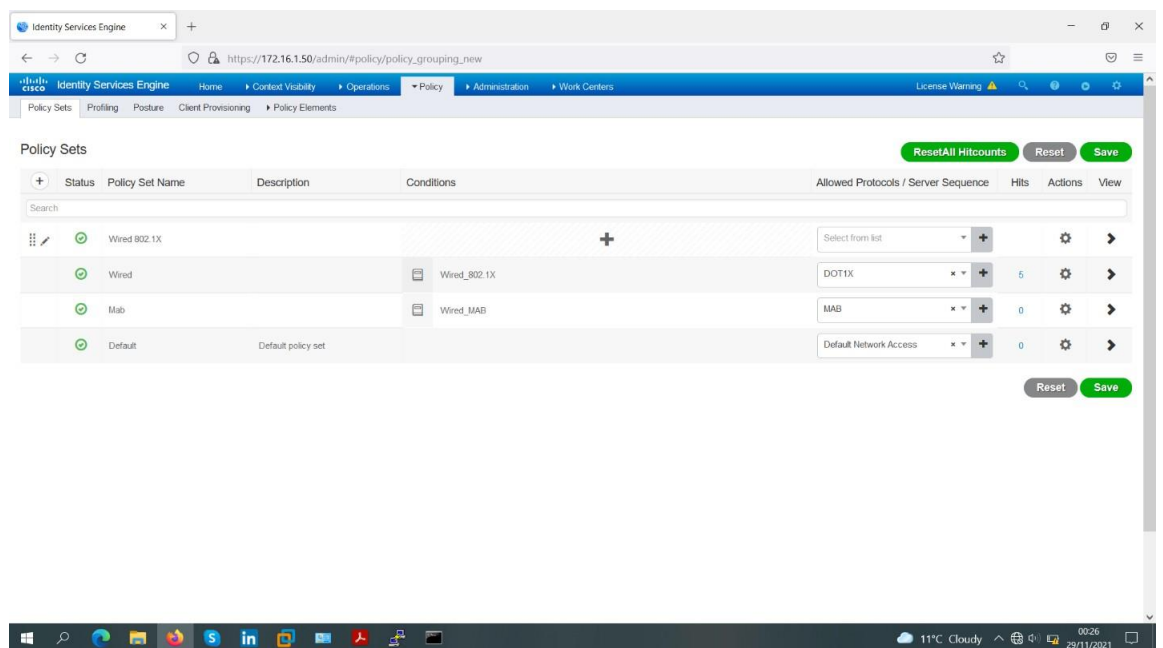 Identity Services Engine
https://172.16.1.50/admin/#policy/policy_grouping_new
CISCO Identity Services Engine Home Context Visibility Operations Policy Administration Work Centers License Warning
Policy Sets Profiling Posture Client Provisioning Policy Elements
Policy Sets
ResetAll Hitcounts Reset Save
Status Policy Set Name Description Conditions Allowed Protocols / Server Sequence Hits Actions View
Search
Wired 802.1X Select from list
Wired Wired_802.1X DOT1X 5
Mab Wired_MAB MAB 0
Default Default policy set Default Network Access 0
Reset Save
11°C Cloudy 00:26
29/11/2021